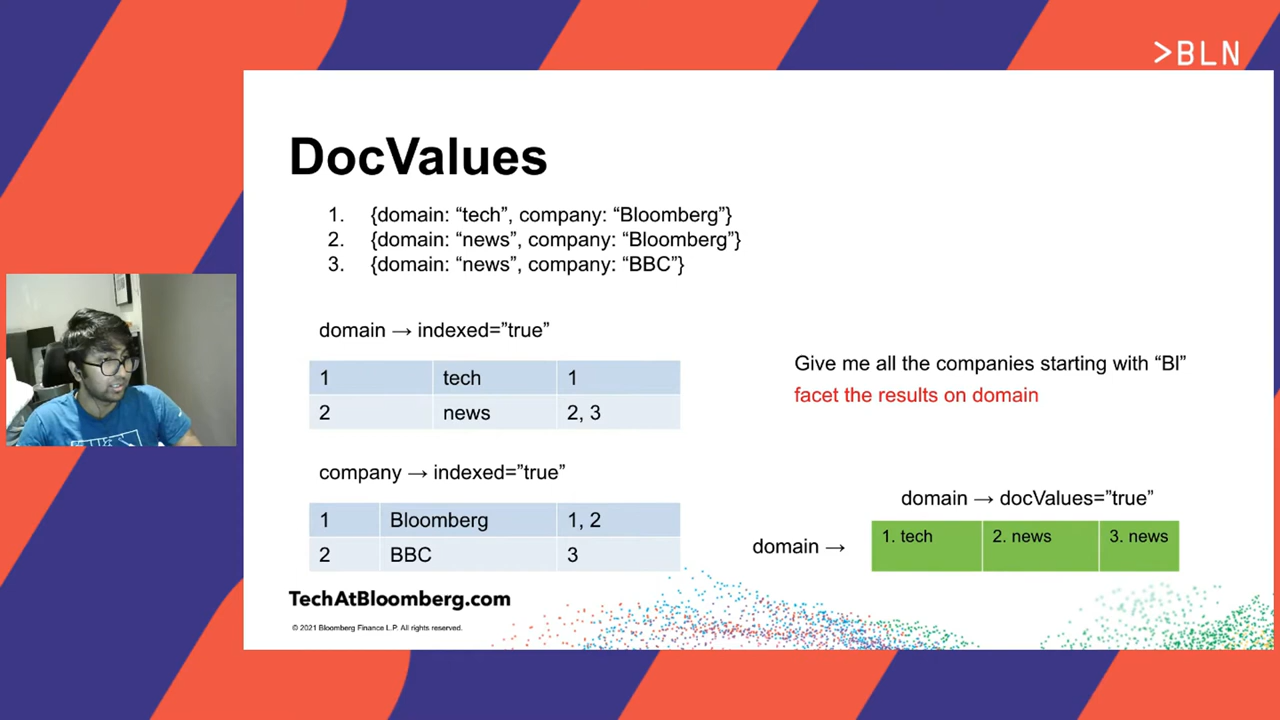 >BLN
DocValues
1. {domain: “tech”, company: “Bloomberg”}
2. {domain: “news”, company: “Bloomberg”}
3. {domain: “news”, company: “BBC”}
domain → indexed=”true”
1 tech 1
2 news 2, 3
Give me all the companies starting with “Bl”
facet the results on domain
company → indexed=”true”
1 Bloomberg 1, 2
2 BBC 3
domain → docValues=”true”
domain → 1. tech 2. news 3. news
TechAtBloomberg.com
© 2021 Bloomberg Finance L.P. All rights reserved.